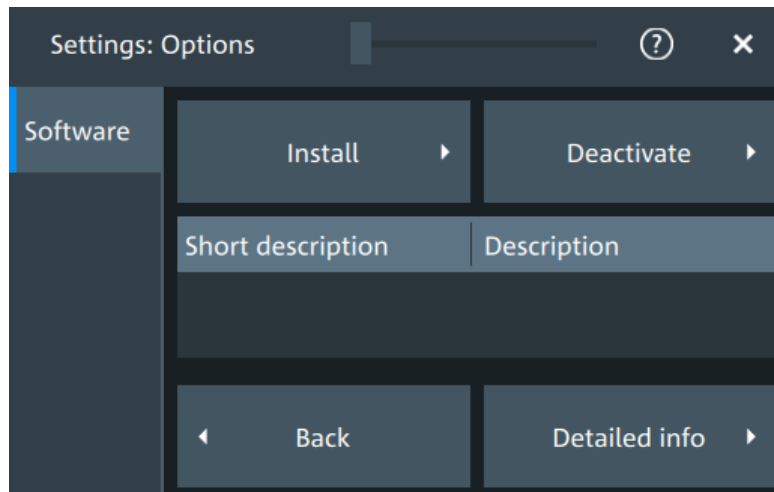 Settings: Options ? ×
Software
Install
Deactivate
Short description
Description
Back
Detailed info